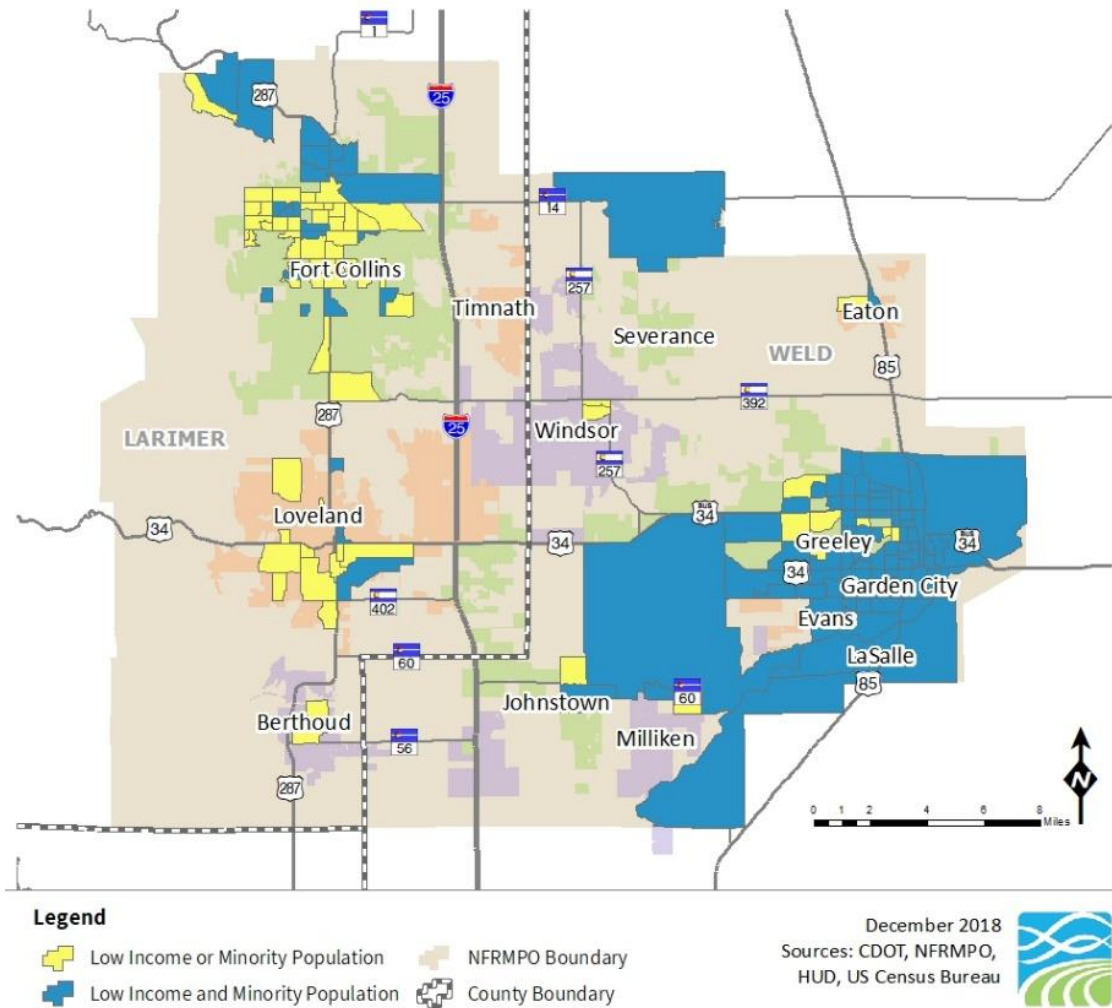 1
287
25
14
Fort Collins
257
Timnath
Eaton
Severance
WELD
85
392
287
25
LARIMER
Windsor
257
Loveland
34
BUS
34
34
Greeley
BUS
34
34
Garden City
402
Evans
60
LaSalle
85
Johnstown
60
Berthoud
Milliken
56
287
N
0 1 2 4 6 8
Miles
Legend
Low Income or Minority Population
NFRMPO Boundary
Low Income and Minority Population
County Boundary
December 2018
Sources: CDOT, NFRMPO,
HUD, US Census Bureau